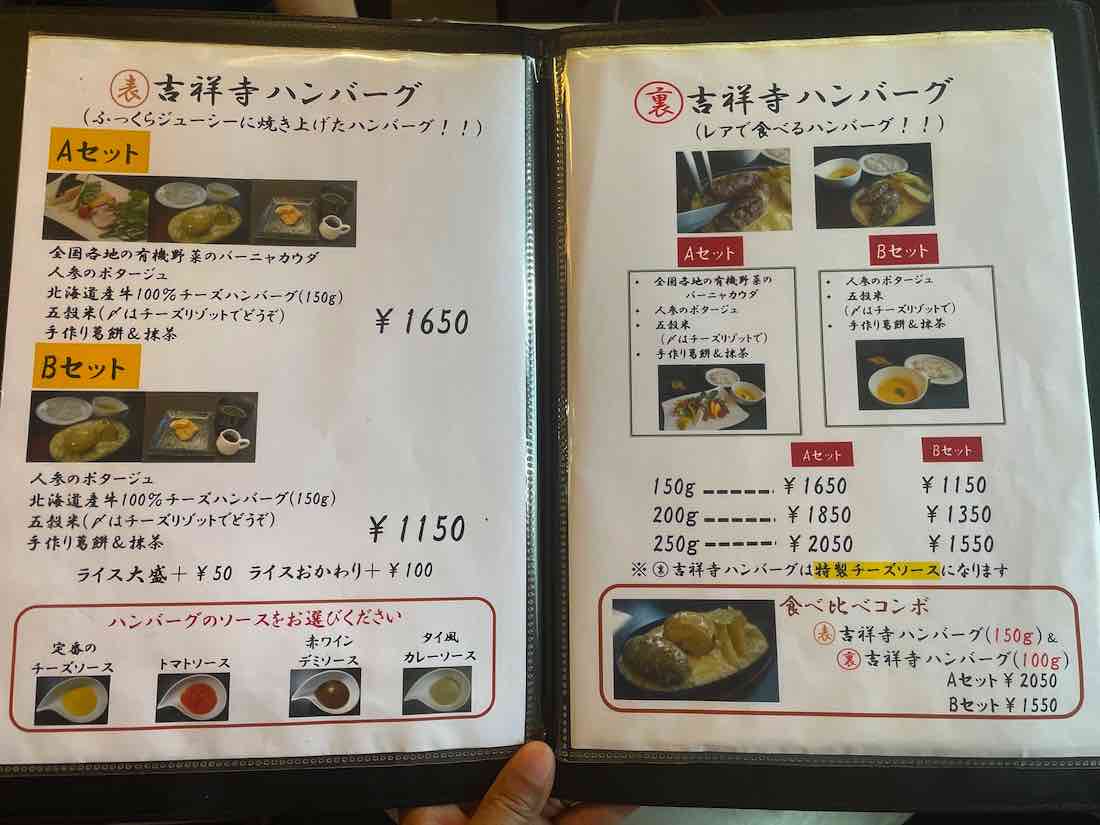 表 吉祥寺ハンバーグ
(ふっくらジューシーに焼き上げたハンバーグ!!)
Aセット
全国各地の有機野菜のバーニャカウダ
人参のポタージュ
北海道産牛100%チーズハンバーグ(150g)
五穀米(〆はチーズリゾットでどうぞ)
手作り葛餅&抹茶
¥1650
Bセット
人参のポタージュ
北海道産牛100%チーズハンバーグ(150g)
五穀米(〆はチーズリゾットでどうぞ)
手作り葛餅&抹茶
¥1150
ライス大盛+¥50 ライスおかわり+¥100
ハンバーグのソースをお選びください
定番の
チーズソース
トマトソース
赤ワイン
デミソース
タイ風
カレーソース
裏 吉祥寺ハンバーグ
(レアで食べるハンバーグ!!)
Aセット
・ 全国各地の有機野菜の
バーニャカウダ
・ 人参のポタージュ
・ 五穀米
(〆はチーズリゾットで)
・ 手作り葛餅&抹茶
Bセット
・ 人参のポタージュ
・ 五穀米
(〆はチーズリゾットで)
・ 手作り葛餅&抹茶
Aセット Bセット
150g ------ ¥1650 ¥1150
200g ------ ¥1850 ¥1350
250g ------ ¥2050 ¥1550
※裏吉祥寺ハンバーグは特製チーズソースになります
食べ比べコンボ
表 吉祥寺ハンバーグ(150g)&
裏 吉祥寺ハンバーグ(100g)
Aセット¥2050
Bセット¥1550